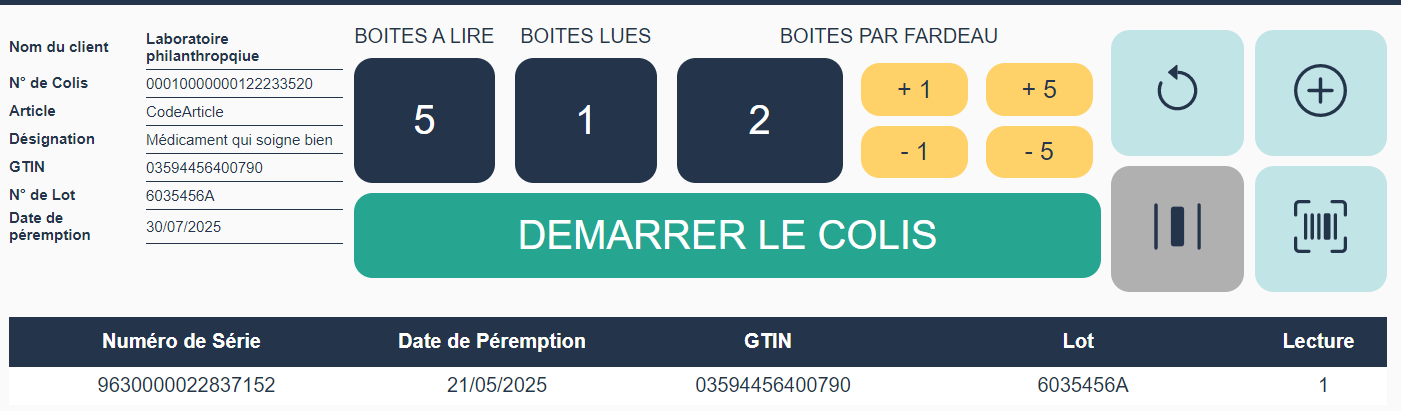 Nom du client Laboratoire philanthropqiue
N° de Colis 00010000000122233520
Article CodeArticle
Désignation Médicament qui soigne bien
GTIN 03594456400790
N° de Lot 6035456A
Date de péremption 30/07/2025
BOITES A LIRE BOITES LUES BOITES PAR FARDEAU
5 1 2
+ 1 + 5
- 1 - 5
DEMARRER LE COLIS
Numéro de Série Date de Péremption GTIN Lot Lecture
9630000022837152 21/05/2025 03594456400790 6035456A 1